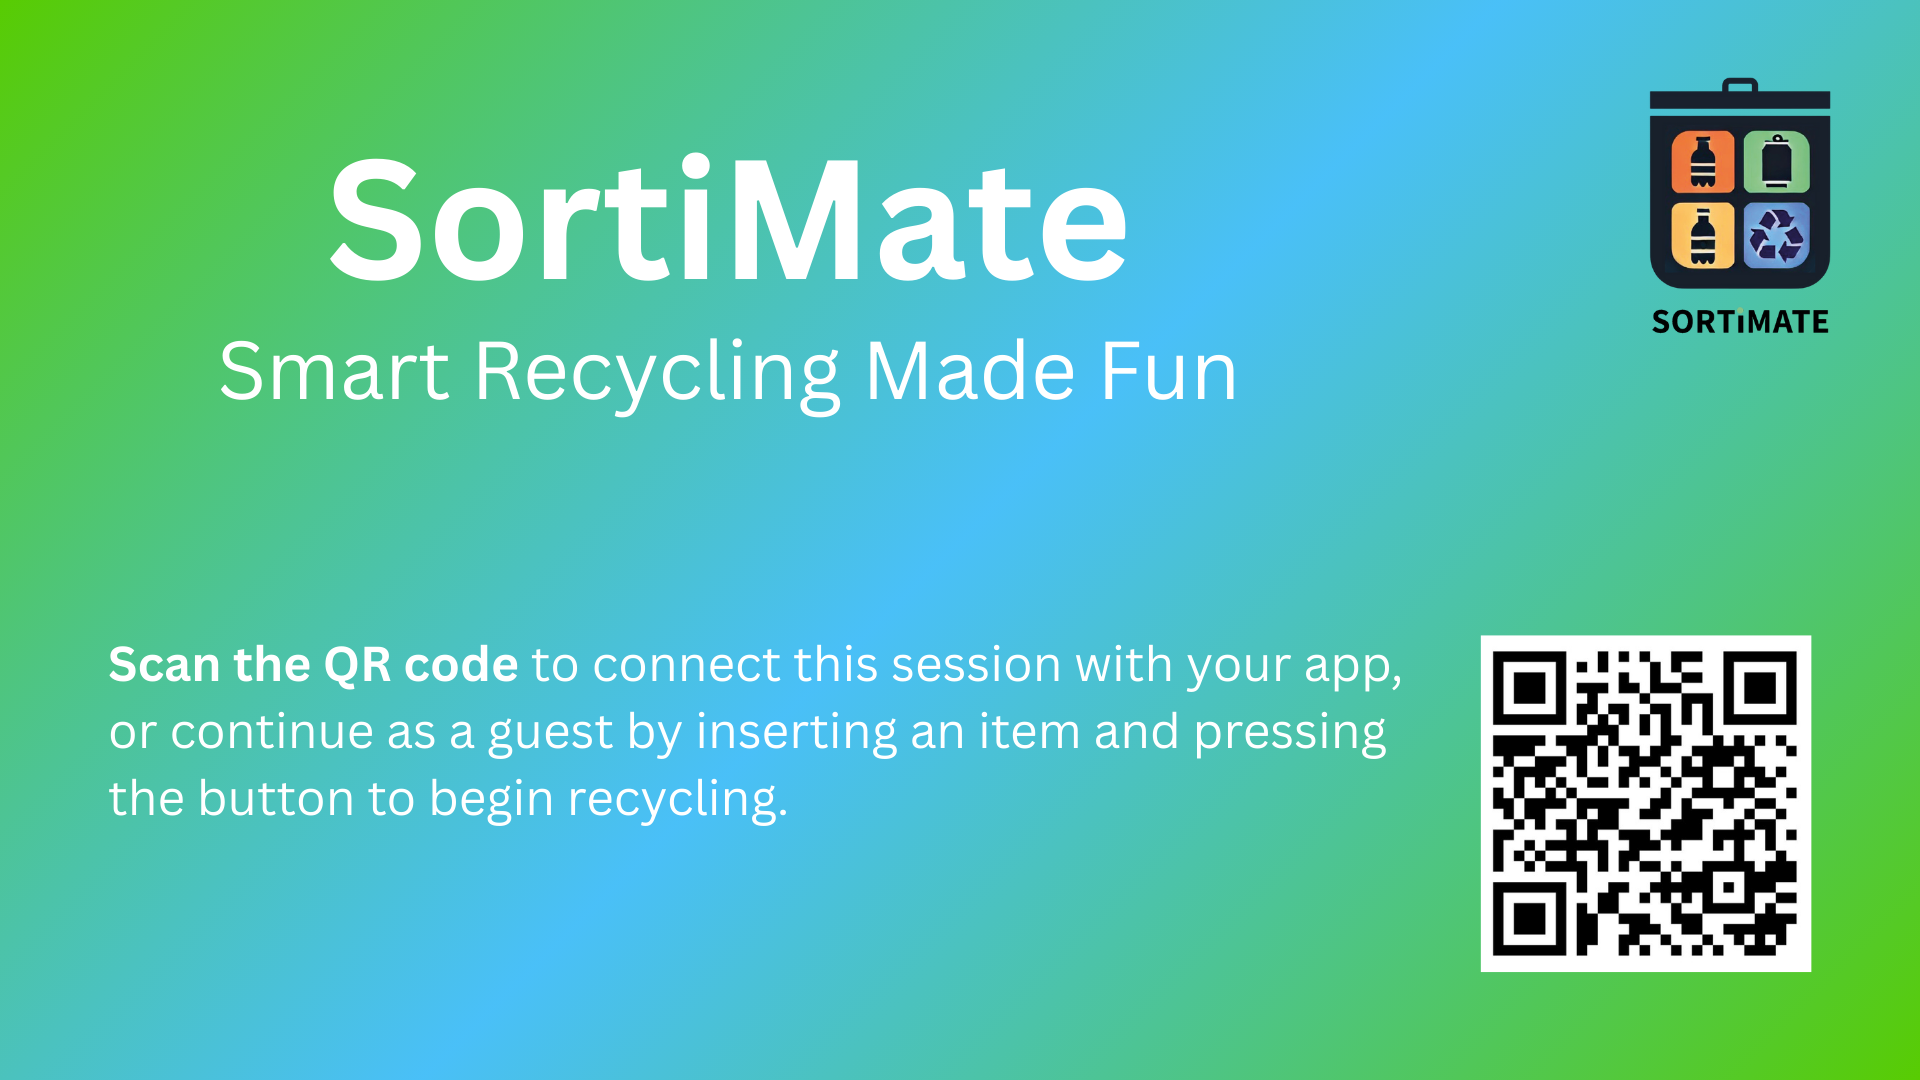 SortiMate
Smart Recycling Made Fun
SORTiMATE
Scan the QR code to connect this session with your app,
or continue as a guest by inserting an item and pressing
the button to begin recycling.